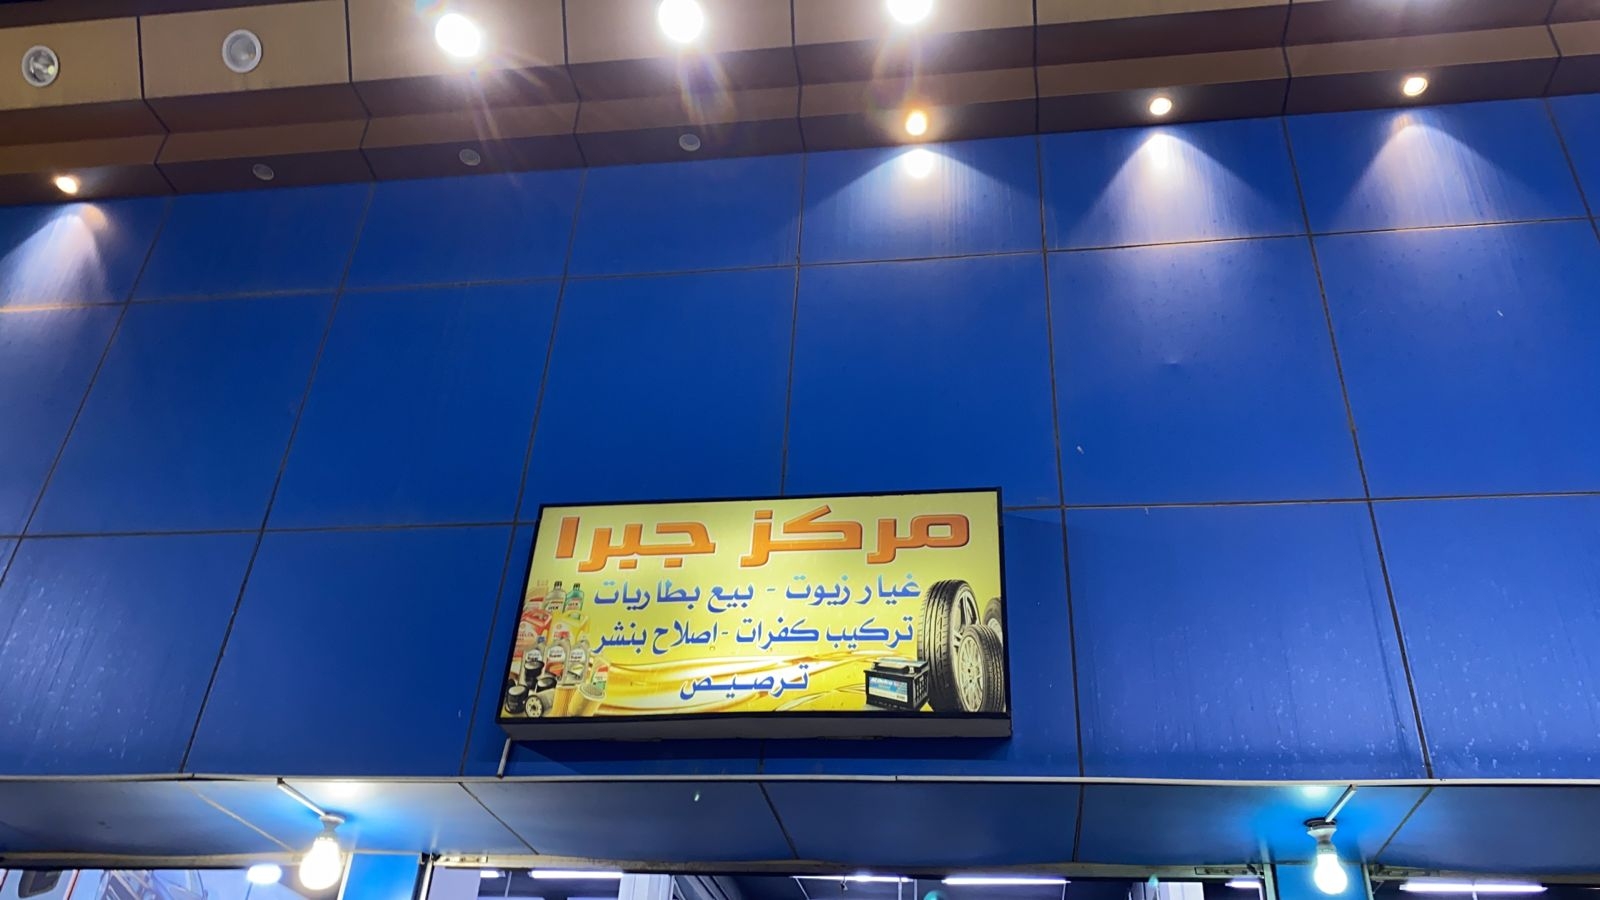 مركز جبرا
غيار زيوت - بيع بطاريات
تركيب كفرات - اصلاح بنشر
ترصيص